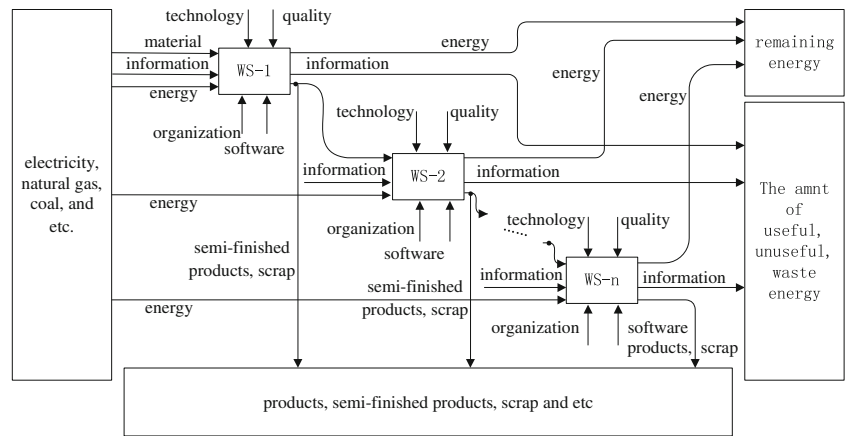 technology
quality
material
information
energy
WS-1
energy
information
organization
software
electricity,
natural gas,
coal, and
etc.
remaining
energy
energy
energy
technology
quality
information
WS-2
information
energy
organization
software
The amnt
of
useful,
unuseful,
waste
energy
semi-finished
products, scrap
technology
quality
......
information
WS-n
information
semi-finished
products, scrap
energy
organization
software
products, scrap
products, semi-finished products, scrap and etc